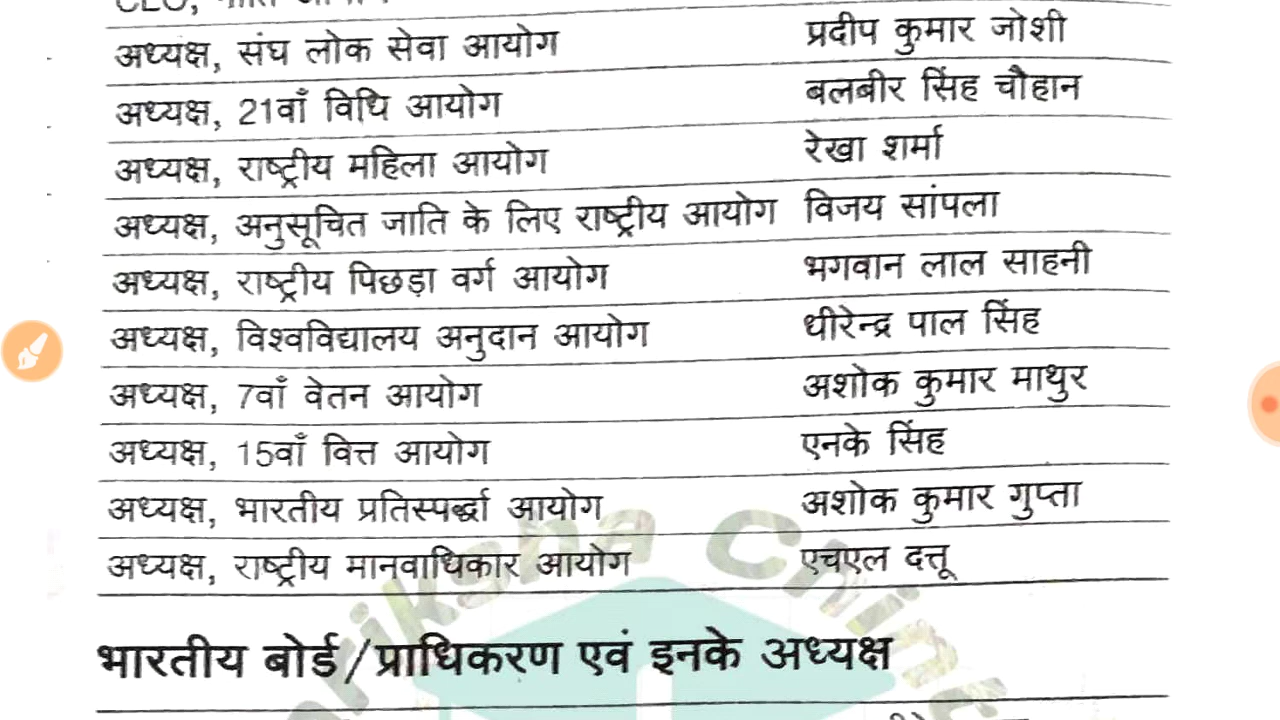 CEO, नीति आयोग
अध्यक्ष, संघ लोक सेवा आयोग प्रदीप कुमार जोशी
अध्यक्ष, 21वाँ विधि आयोग बलबीर सिंह चौहान
अध्यक्ष, राष्ट्रीय महिला आयोग रेखा शर्मा
अध्यक्ष, अनुसूचित जाति के लिए राष्ट्रीय आयोग विजय सांपला
अध्यक्ष, राष्ट्रीय पिछड़ा वर्ग आयोग भगवान लाल साहनी
अध्यक्ष, विश्वविद्यालय अनुदान आयोग धीरेन्द्र पाल सिंह
अध्यक्ष, 7वाँ वेतन आयोग अशोक कुमार माथुर
अध्यक्ष, 15वाँ वित्त आयोग एनके सिंह
अध्यक्ष, भारतीय प्रतिस्पर्द्धा आयोग अशोक कुमार गुप्ता
अध्यक्ष, राष्ट्रीय मानवाधिकार आयोग एचएल दत्तू
भारतीय बोर्ड/प्राधिकरण एवं इनके अध्यक्ष